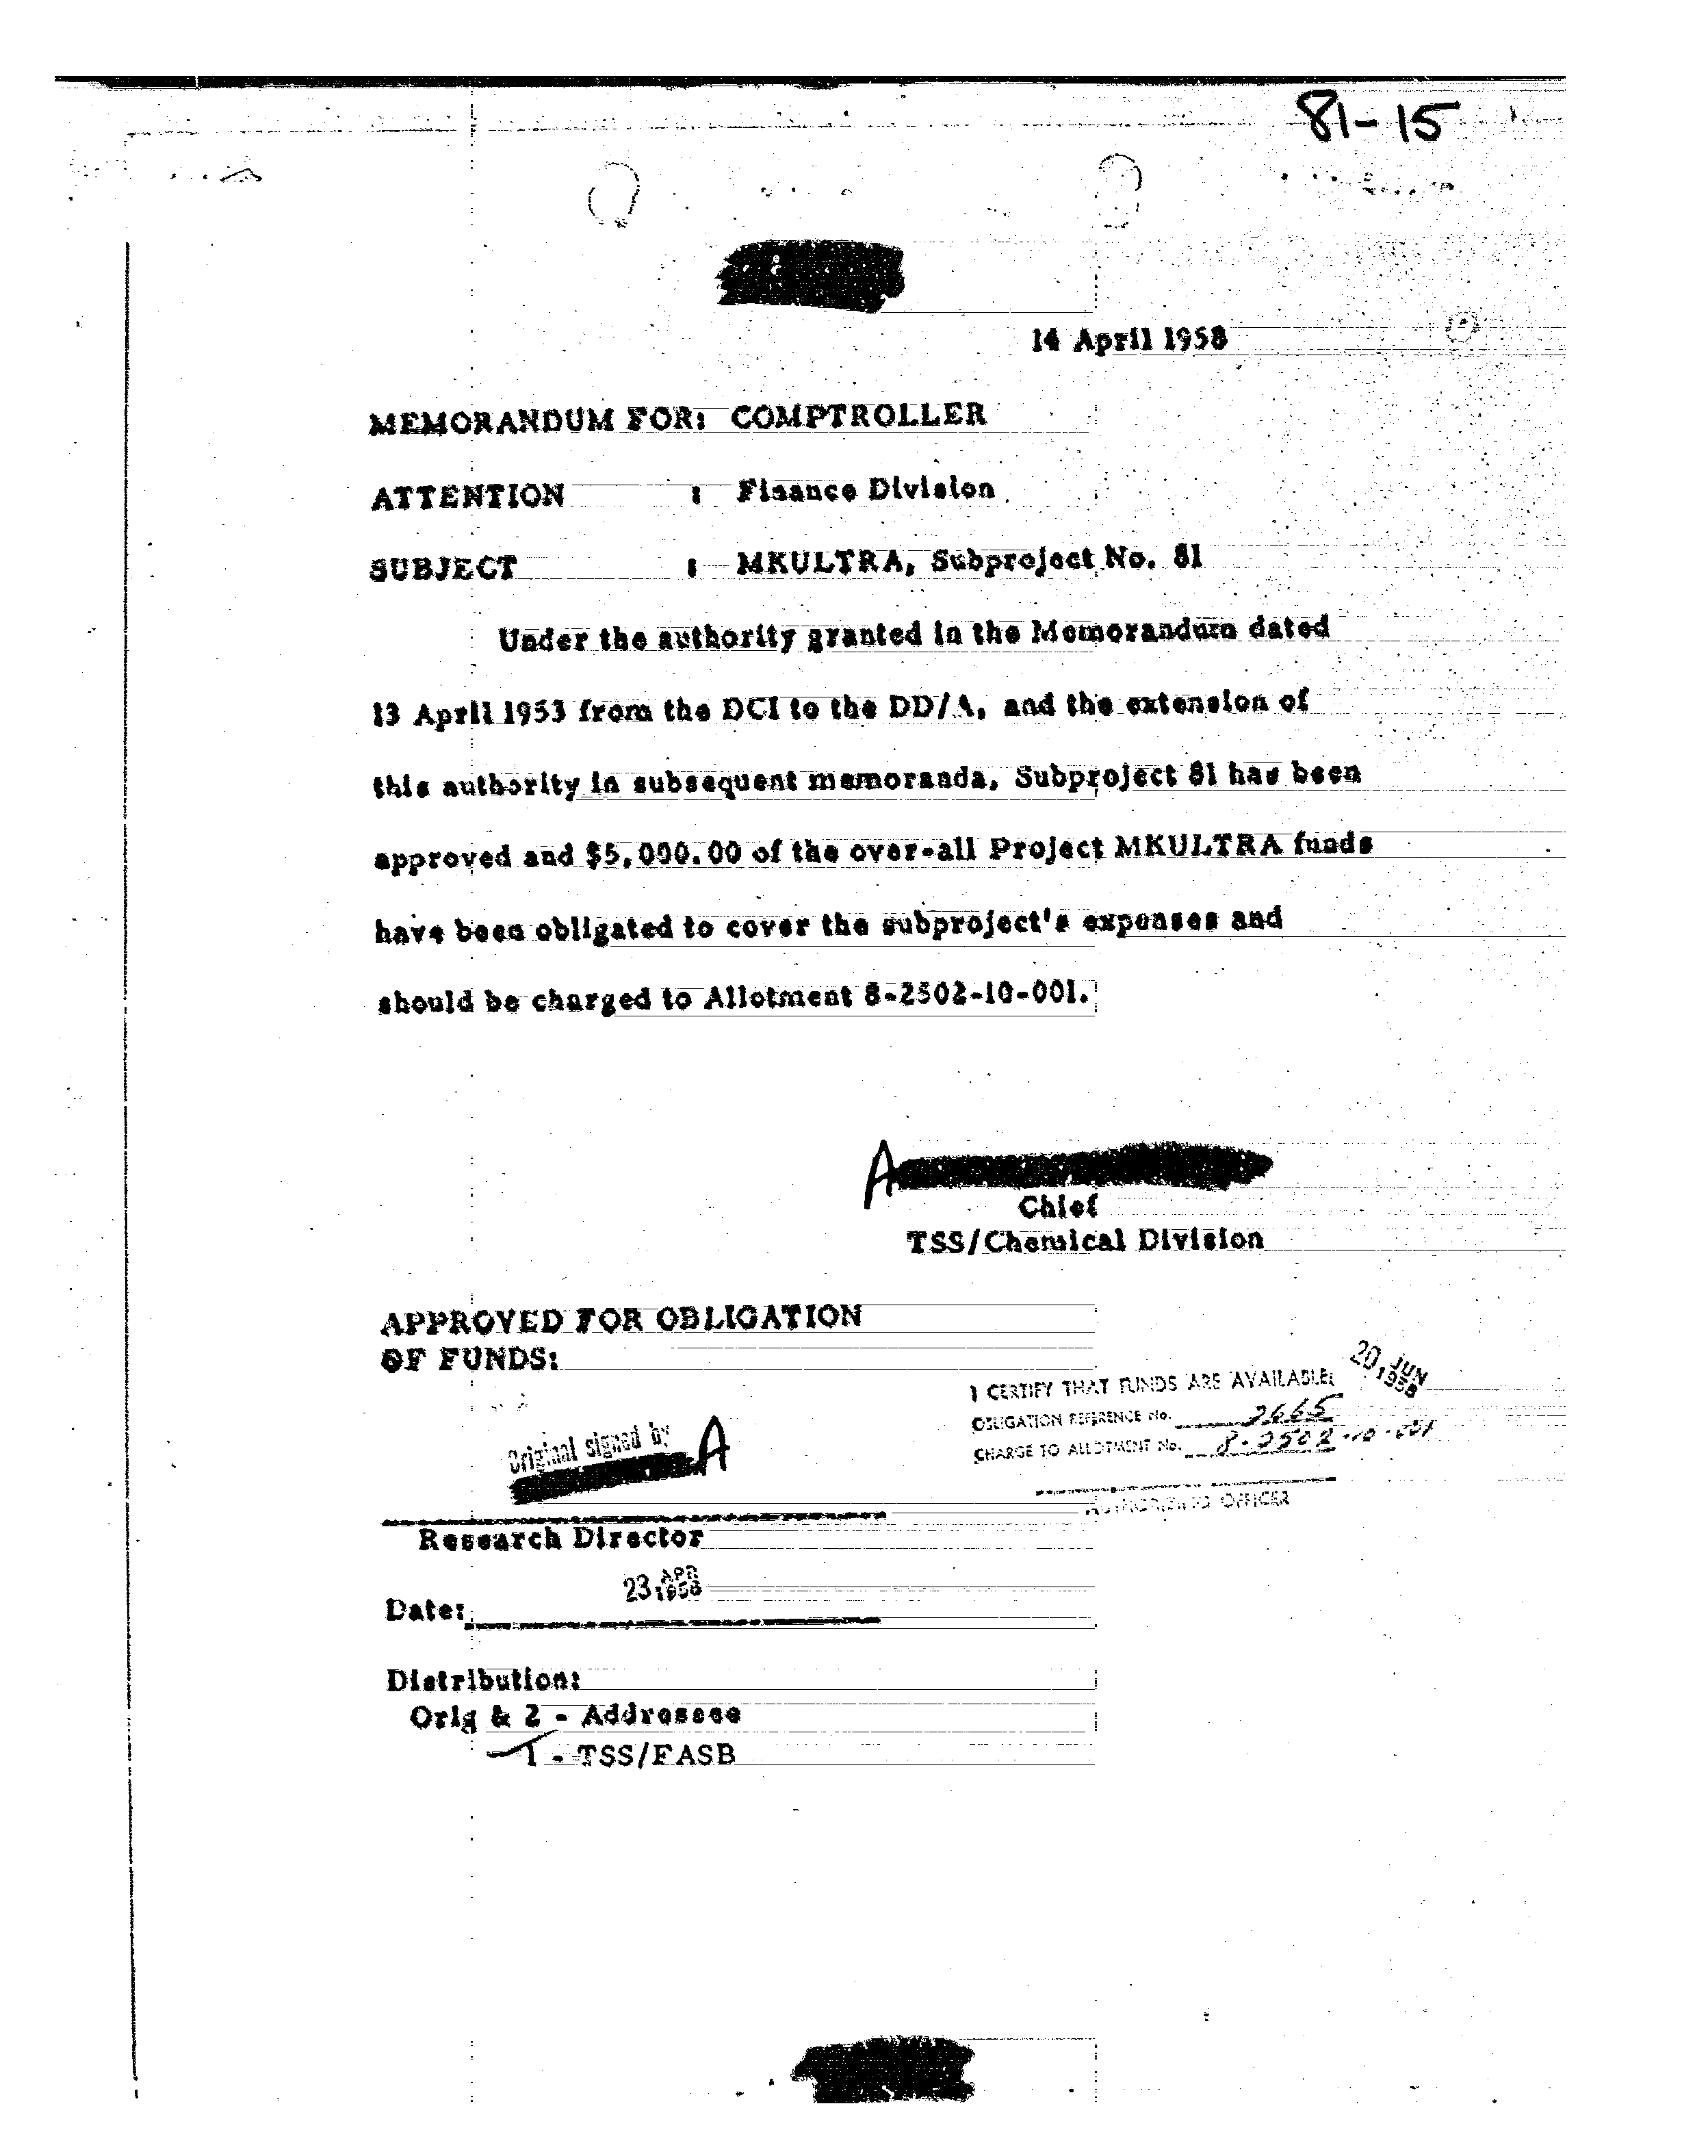 81-15
14 April 1958
MEMORANDUM FOR: COMPTROLLER
ATTENTION : Finance Division
SUBJECT : MKULTRA, Subproject No. 81
Under the authority granted in the Memorandum dated
13 April 1953 from the DCI to the DD/A, and the extension of
this authority in subsequent memoranda, Subproject 81 has been
approved and $5,000.00 of the over-all Project MKULTRA funds
have been obligated to cover the subproject's expenses and
should be charged to Allotment 8-2502-10-001.
A
Chief
TSS/Chemical Division
APPROVED FOR OBLIGATION
OF FUNDS:
20 JUN 1958
I CERTIFY THAT FUNDS ARE AVAILABLE:
OBLIGATION REFERENCE No. 2665
CHARGE TO ALLOTMENT No. 8-2502-10-001
AUTHORIZING OFFICER
Original signed by
A
Research Director
23 APR 1958
Date:
Distribution:
Orig & 2 - Addressee
1 - TSS/FASB